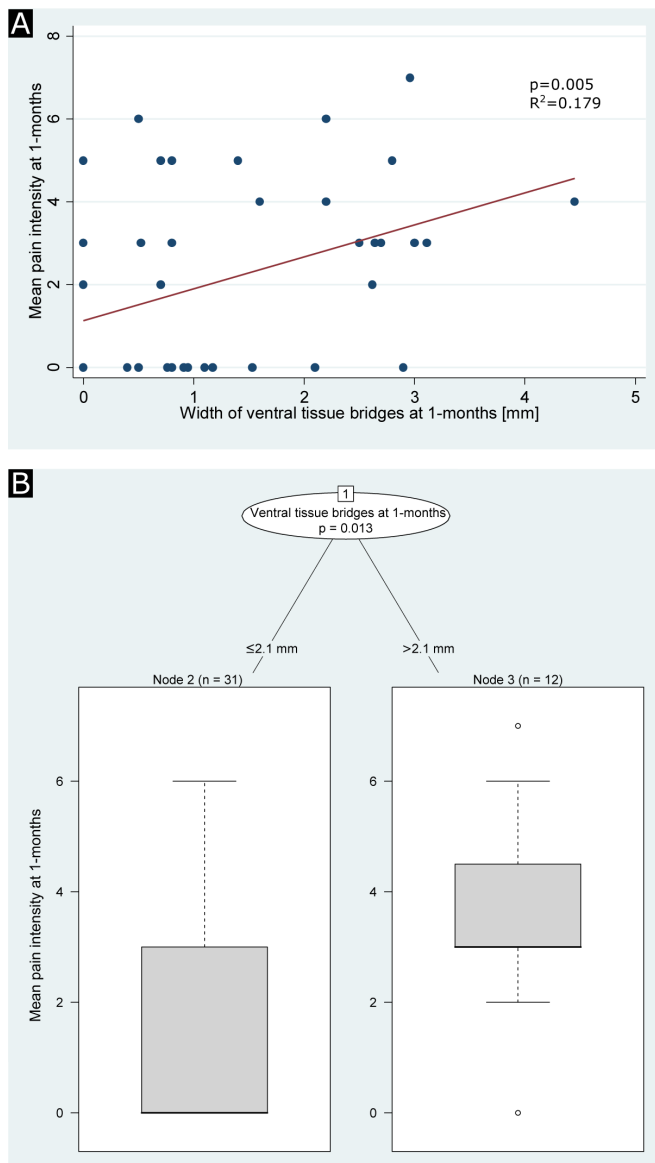 A
Mean pain intensity at 1-months
8
6
4
2
0
p=0.005
R²=0.179
0 1 2 3 4 5
Width of ventral tissue bridges at 1-months [mm]
B
1
Ventral tissue bridges at 1-months
p = 0.013
≤2.1 mm >2.1 mm
Node 2 (n = 31) Node 3 (n = 12)
Mean pain intensity at 1-months
6 6
4 4
2 2
0 0